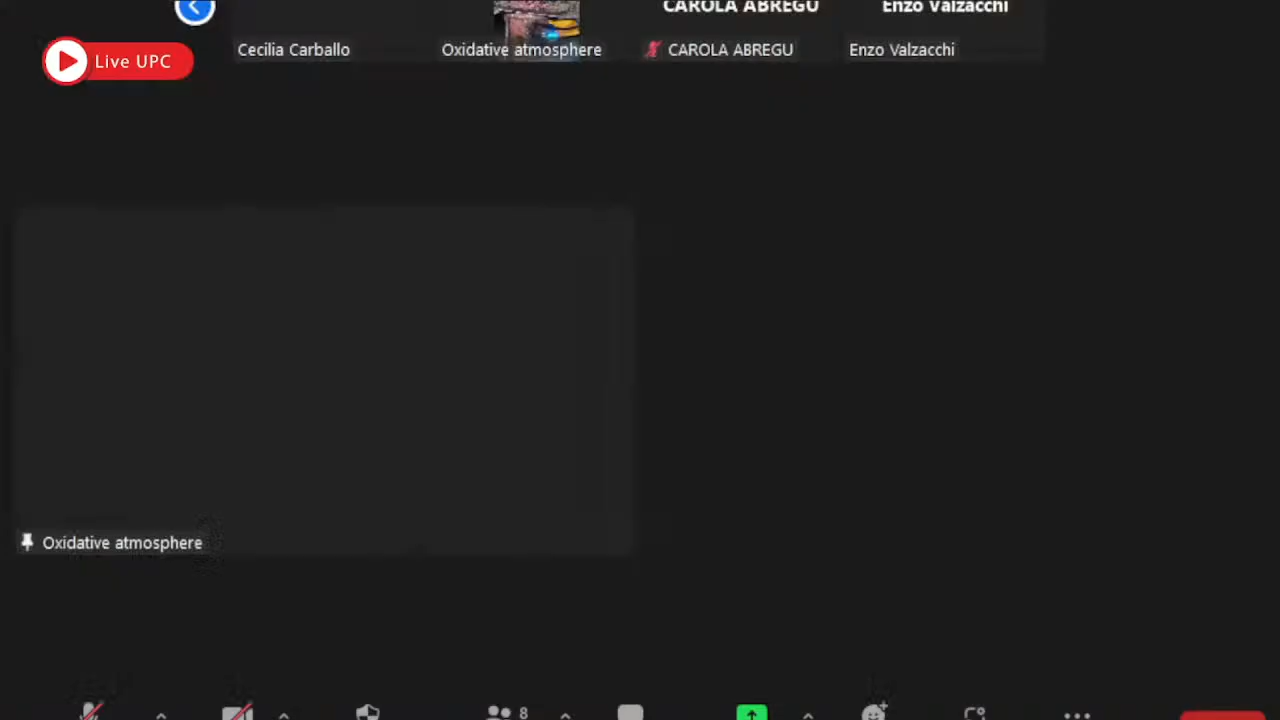 CAROLA ABREGU
Enzo Valzacchi
Cecilia Carballo
Oxidative atmosphere
CAROLA ABREGU
Enzo Valzacchi
Live UPC
Oxidative atmosphere
8